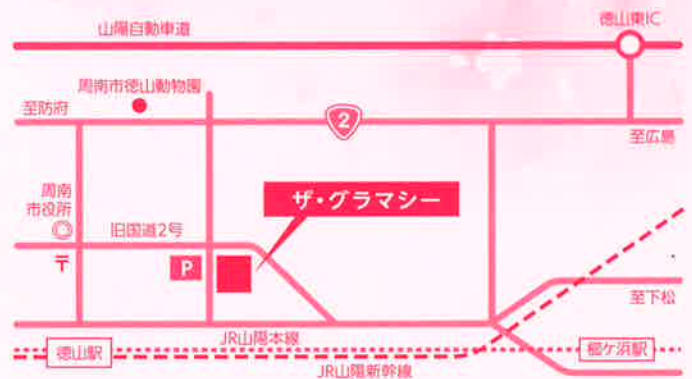 徳山東IC
山陽自動車道
周南市徳山動物園
至防府
2
至広島
周南
市役所
ザ・グラマシー
旧国道2号
〒
P
至下松
JR山陽本線
徳山駅
櫛ケ浜駅
JR山陽新幹線